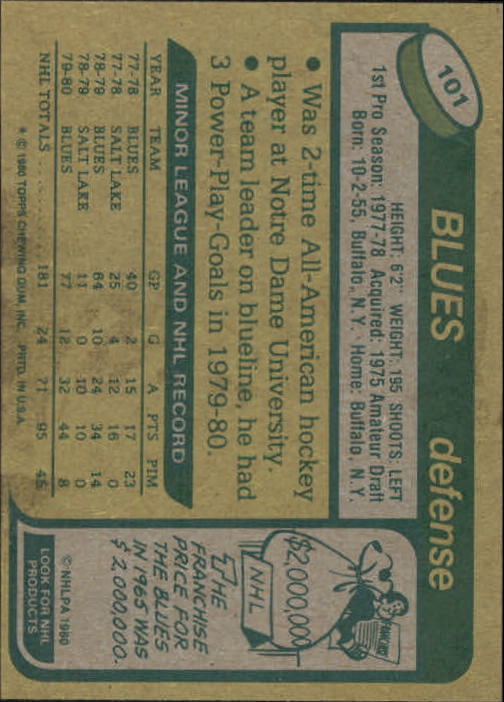 101
BLUES defense
HEIGHT: 6'2" WEIGHT: 195 SHOOTS: LEFT
1st Pro Season: 1977-78 Acquired: 1975 Amateur Draft
Born: 10-2-55, Buffalo, N.Y. · Home: Buffalo, N.Y.
• Was 2-time All-American hockey
player at Notre Dame University.
• A team leader on blueline, he had
3 Power-Play-Goals in 1979-80.
MINOR LEAGUE AND NHL RECORD
YEAR TEAM GP G A PTS PIM
77-78 BLUES 40 2 15 17 23
77-78 SALT LAKE 25 4 12 16 0
78-79 BLUES 64 10 24 34 14
78-79 SALT LAKE 11 0 10 10 0
79-80 BLUES 77 12 32 44 8
NHL TOTALS 181 24 71 95 45
* © 1980 TOPPS CHEWING GUM, INC. PRTD. IN U.S.A.
FRANCHISE
$2,000,000
NHL
THE
FRANCHISE
PRICE FOR
THE BLUES
IN 1965 WAS
$2,000,000.
© NHLPA 1980
LOOK FOR NHL
PRODUCTS